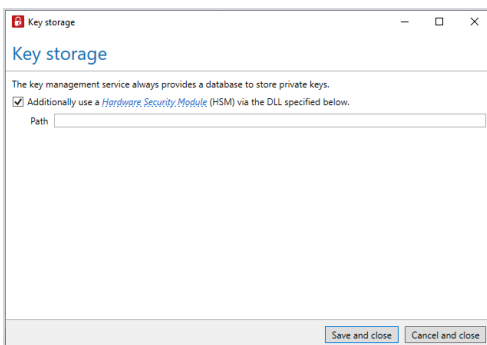 Key storage
Key storage
The key management service always provides a database to store private keys.
Additionally use a Hardware Security Module (HSM) via the DLL specified below.
Path
Save and close Cancel and close